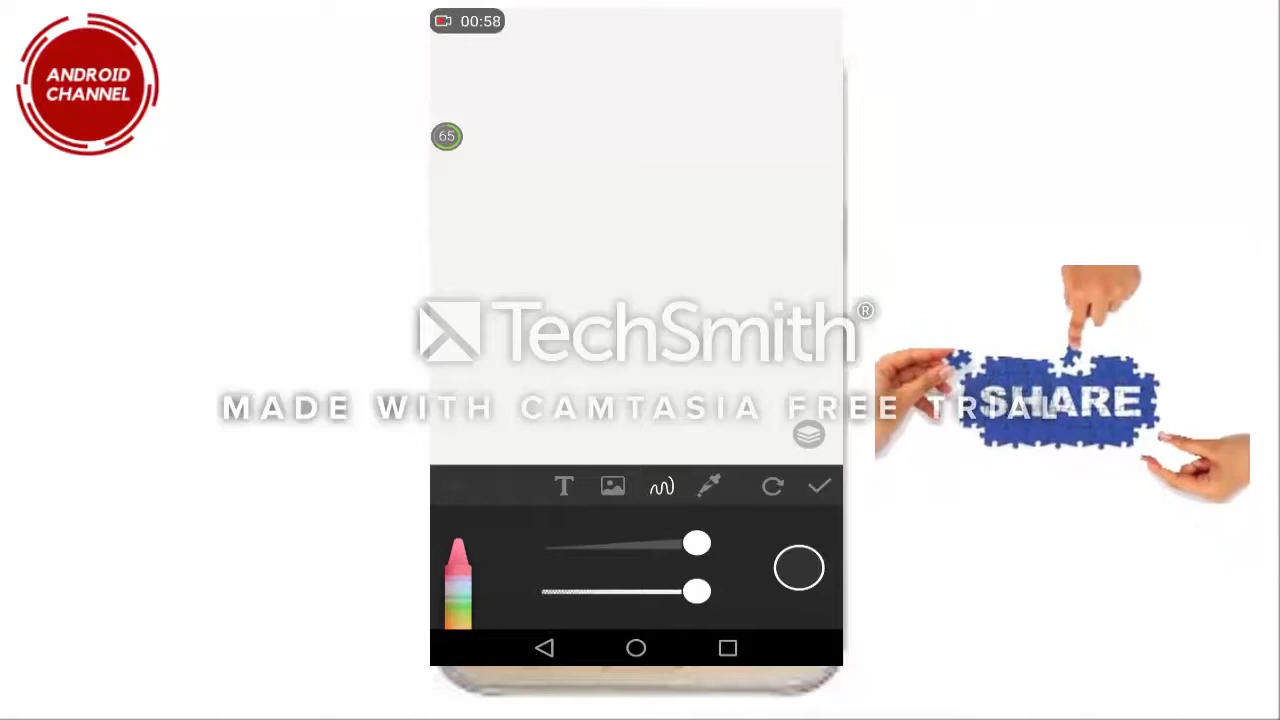 00:58
ANDROID
CHANNEL
65
TechSmith®
MADE WITH CAMTASIA FREE TRIAL
SHARE
T